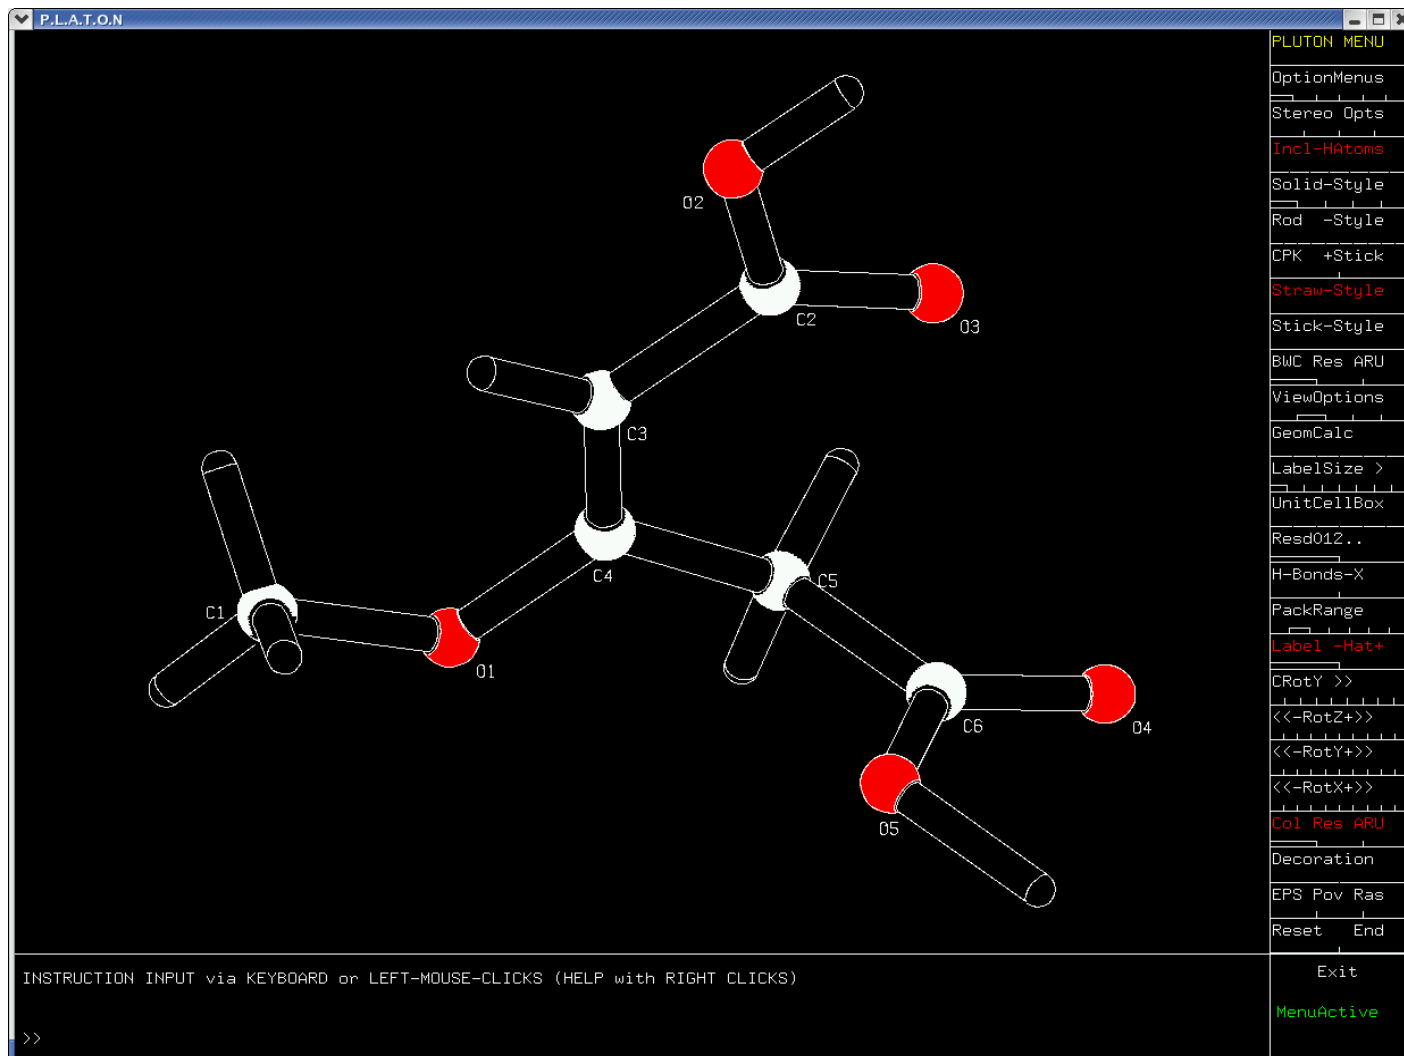 P.L.A.T.O.N
PLUTON MENU
OptionMenus
Stereo Opts
Incl-HAtoms
Solid-Style
Rod -Style
CPK +Stick
Straw-Style
Stick-Style
BWC Res ARU
ViewOptions
GeomCalc
LabelSize >
UnitCellBox
Resd012..
H-Bonds-X
PackRange
Label -Hat+
CRotY >>
<<-RotZ+>>
<<-RotY+>>
<<-RotX+>>
Col Res ARU
Decoration
EPS Pov Ras
Reset End
Exit
MenuActive
O2
C2
O3
C3
C4
C5
C1
O1
C6
O4
O5
INSTRUCTION INPUT via KEYBOARD or LEFT-MOUSE-CLICKS (HELP with RIGHT CLICKS)
>>